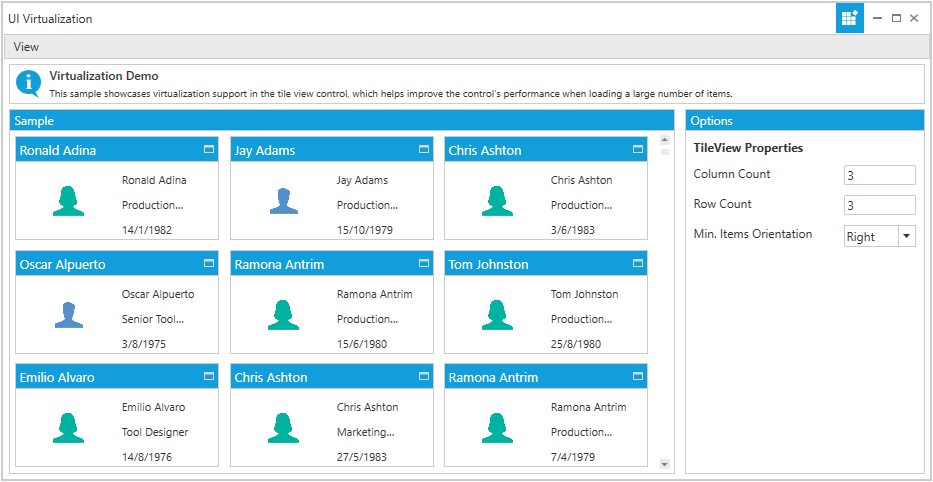 UI Virtualization
View
Virtualization Demo
This sample showcases virtualization support in the tile view control, which helps improve the control's performance when loading a large number of items.
Sample
Ronald Adina
Ronald Adina
Production...
14/1/1982
Jay Adams
Jay Adams
Production...
15/10/1979
Chris Ashton
Chris Ashton
Production...
3/6/1983
Oscar Alpuerto
Oscar Alpuerto
Senior Tool...
3/8/1975
Ramona Antrim
Ramona Antrim
Production...
15/6/1980
Tom Johnston
Tom Johnston
Production...
25/8/1980
Emilio Alvaro
Emilio Alvaro
Tool Designer
14/8/1976
Chris Ashton
Chris Ashton
Marketing...
27/5/1983
Ramona Antrim
Ramona Antrim
Production...
7/4/1979
Options
TileView Properties
Column Count 3
Row Count 3
Min. Items Orientation Right